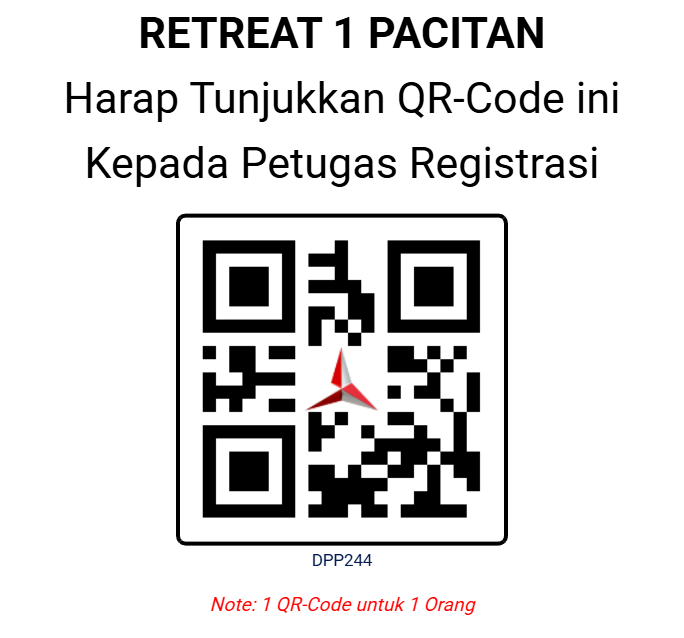 RETREAT 1 PACITAN
Harap Tunjukkan QR-Code ini
Kepada Petugas Registrasi
DPP244
Note: 1 QR-Code untuk 1 Orang